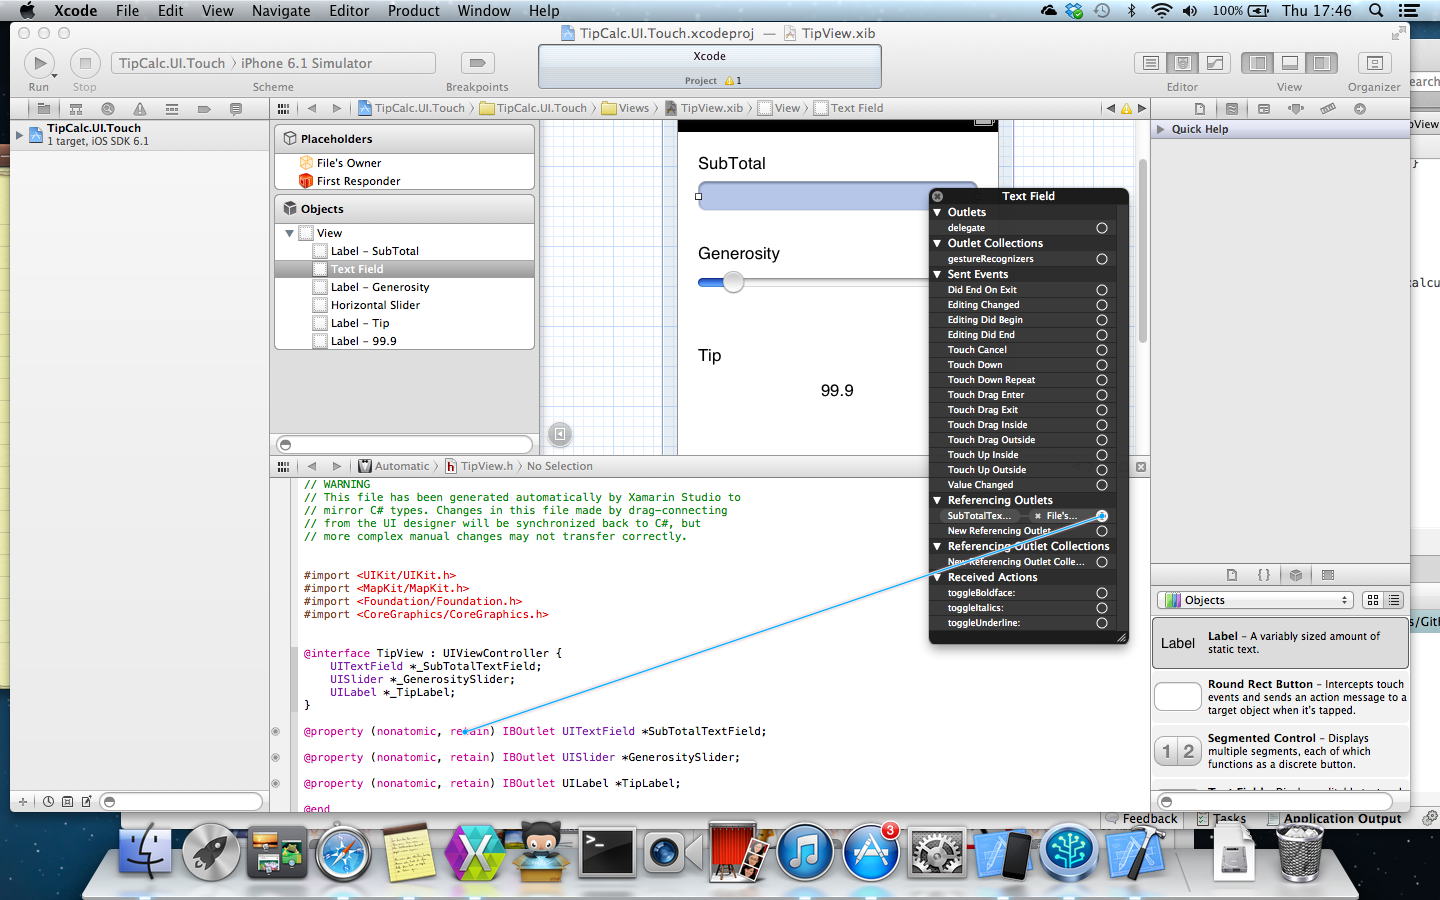 Xcode File Edit View Navigate Editor Product Window Help
100% Thu 17:46
TipCalc.UI.Touch.xcodeproj — TipView.xib
TipCalc.UI.Touch 〉 iPhone 6.1 Simulator
Xcode
Project 1
Run Stop Scheme Breakpoints Editor View Organizer
TipCalc.UI.Touch 〉 TipCalc.UI.Touch 〉 Views 〉 TipView.xib 〉 View 〉 Text Field
TipCalc.UI.Touch
1 target, iOS SDK 6.1
Placeholders
File's Owner
First Responder
Objects
View
Label – SubTotal
Text Field
Label – Generosity
Horizontal Slider
Label – Tip
Label – 99.9
SubTotal
Generosity
Tip
99.9
Text Field
Outlets
delegate
Outlet Collections
gestureRecognizers
Sent Events
Did End On Exit
Editing Changed
Editing Did Begin
Editing Did End
Touch Cancel
Touch Down
Touch Down Repeat
Touch Drag Enter
Touch Drag Exit
Touch Drag Inside
Touch Drag Outside
Touch Up Inside
Touch Up Outside
Value Changed
Referencing Outlets
SubTotalTex... File's...
New Referencing Outlet
Referencing Outlet Collections
New Referencing Outlet Colle...
Received Actions
toggleBoldface:
toggleItalics:
toggleUnderline:
Automatic 〉 TipView.h 〉 No Selection
// WARNING
// This file has been generated automatically by Xamarin Studio to
// mirror C# types. Changes in this file made by drag-connecting
// from the UI designer will be synchronized back to C#, but
// more complex manual changes may not transfer correctly.
#import <UIKit/UIKit.h>
#import <MapKit/MapKit.h>
#import <Foundation/Foundation.h>
#import <CoreGraphics/CoreGraphics.h>
@interface TipView : UIViewController {
UITextField *_SubTotalTextField;
UISlider *_GenerositySlider;
UILabel *_TipLabel;
}
@property (nonatomic, retain) IBOutlet UITextField *SubTotalTextField;
@property (nonatomic, retain) IBOutlet UISlider *GenerositySlider;
@property (nonatomic, retain) IBOutlet UILabel *TipLabel;
@end
Quick Help
{ }
Objects
Label
Label – A variably sized amount of
static text.
Round Rect Button – Intercepts touch
events and sends an action message to a
target object when it's tapped.
1 2
Segmented Control – Displays
multiple segments, each of which
functions as a discrete button.
earch
pView
}
calcu
s/Gitl
Feedback Tasks Application Output
3